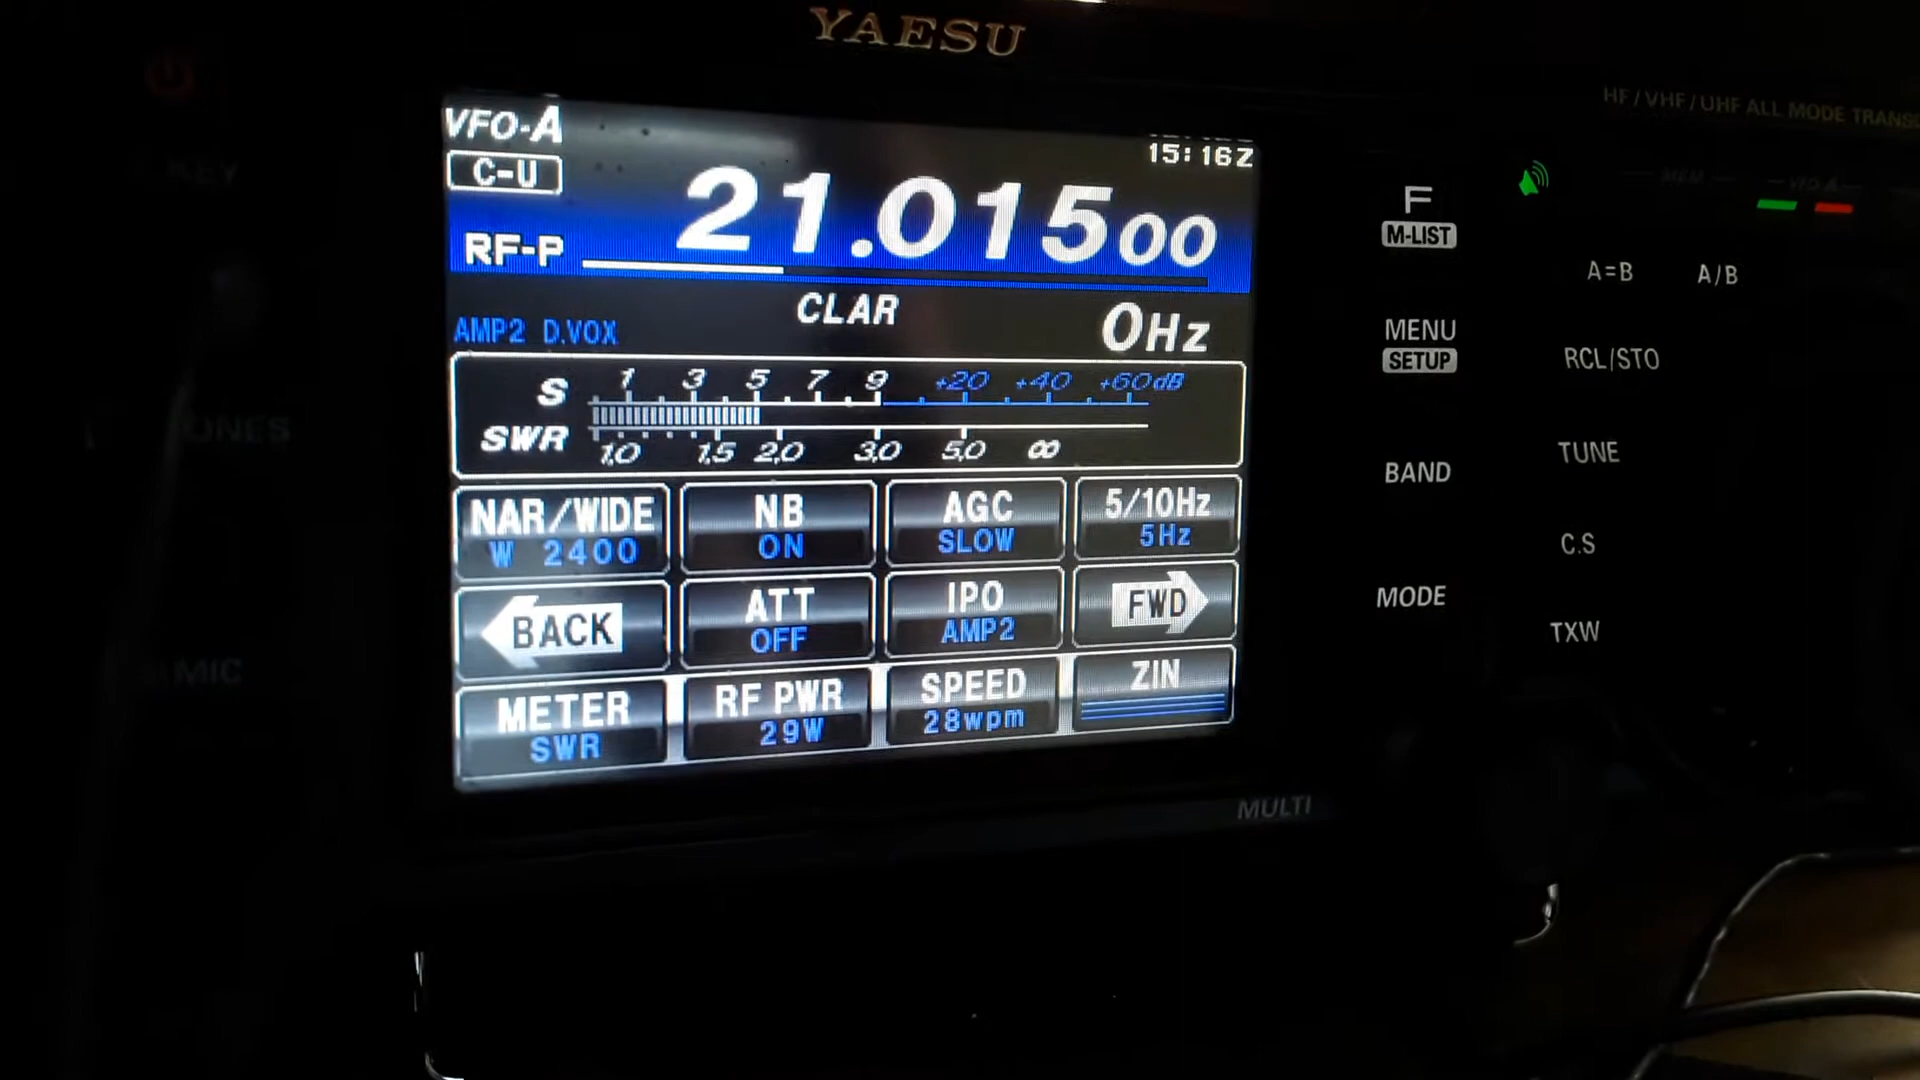 YAESU
HF/VHF/UHF ALL MODE
VFO-A
15:16Z
C-U
21.01500
RF-P
CLAR
0Hz
AMP2 D.VOX
S 1 3 5 7 9 +20 +40 +60dB
SWR 1.0 1.5 2.0 3.0 5.0 ∞
NAR/WIDE NB AGC 5/10Hz
W 2400 ON SLOW 5Hz
BACK ATT IPO FWD
OFF AMP2
METER RF PWR SPEED ZIN
SWR 29W 28wpm
MULTI
F
M-LIST
MENU
SETUP
BAND
MODE
A=B A/B
RCL/STO
TUNE
C.S
TXW
KEY
MIC